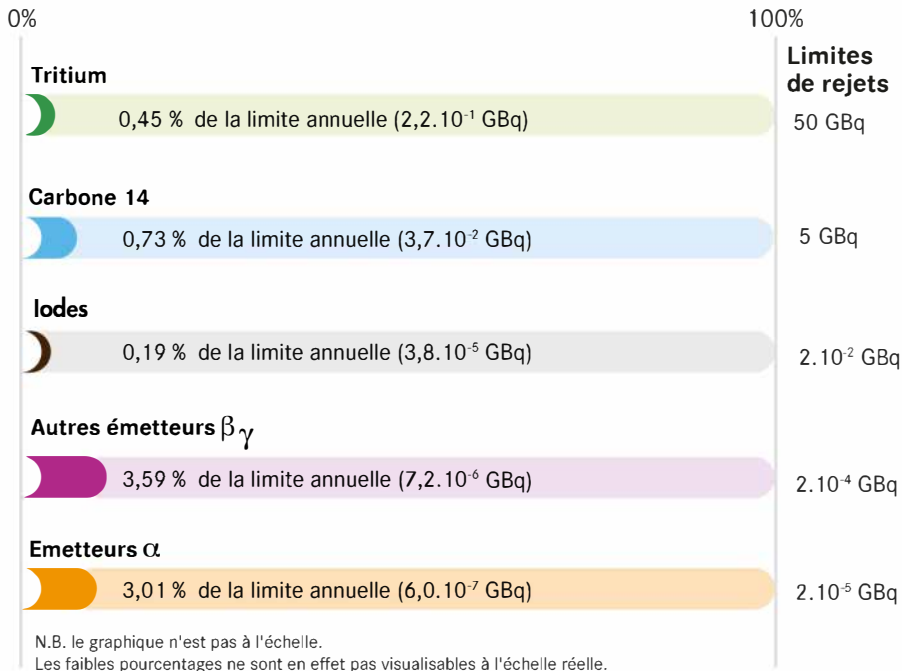 0%
100%
Limites
de rejets
Tritium
0,45 % de la limite annuelle (2,2.10⁻¹ GBq)
50 GBq
Carbone 14
0,73 % de la limite annuelle (3,7.10⁻² GBq)
5 GBq
Iodes
0,19 % de la limite annuelle (3,8.10⁻⁵ GBq)
2.10⁻² GBq
Autres émetteurs βγ
3,59 % de la limite annuelle (7,2.10⁻⁶ GBq)
2.10⁻⁴ GBq
Emetteurs α
3,01 % de la limite annuelle (6,0.10⁻⁷ GBq)
2.10⁻⁵ GBq
N.B. le graphique n'est pas à l'échelle.
Les faibles pourcentages ne sont en effet pas visualisables à l'échelle réelle.